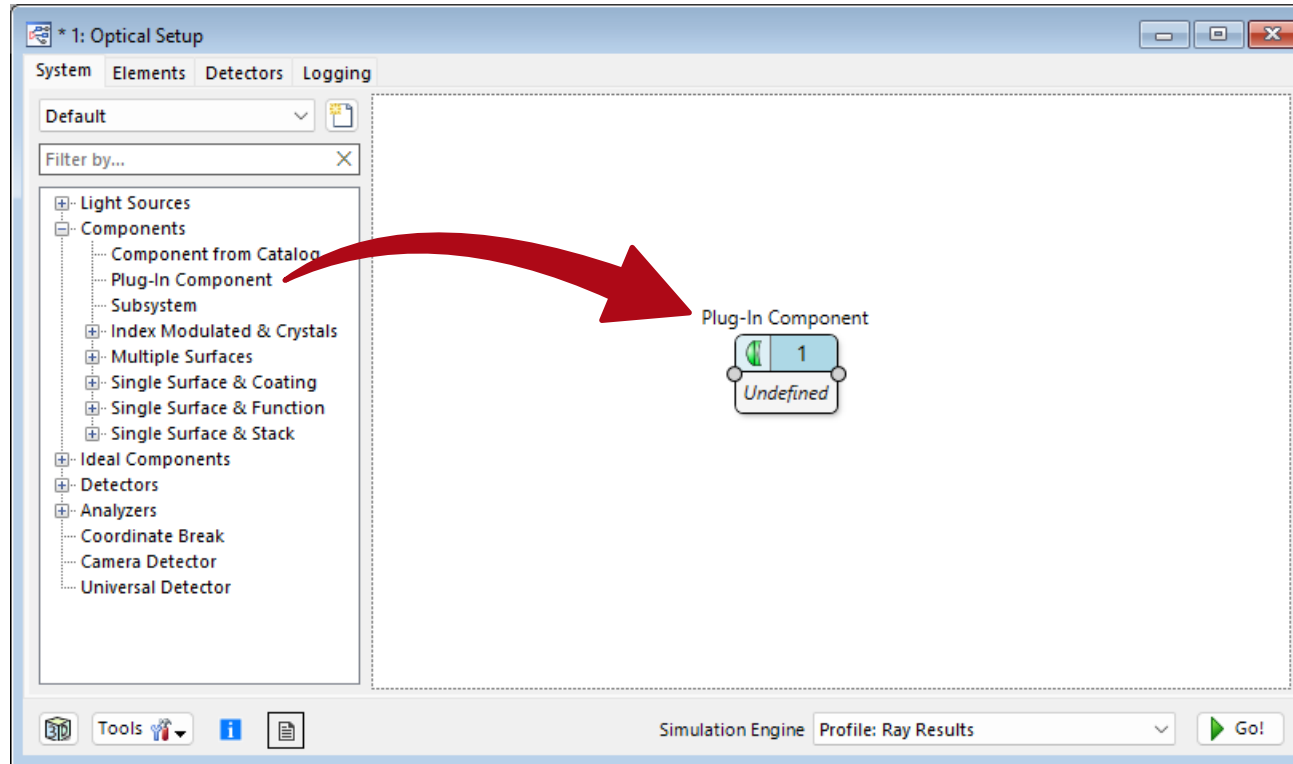 * 1: Optical Setup
System Elements Detectors Logging
Default
Filter by...
Light Sources
Components
Component from Catalog
Plug-In Component
Subsystem
Index Modulated & Crystals
Multiple Surfaces
Single Surface & Coating
Single Surface & Function
Single Surface & Stack
Ideal Components
Detectors
Analyzers
Coordinate Break
Camera Detector
Universal Detector
Plug-In Component
1
Undefined
3D Tools i Simulation Engine Profile: Ray Results Go!